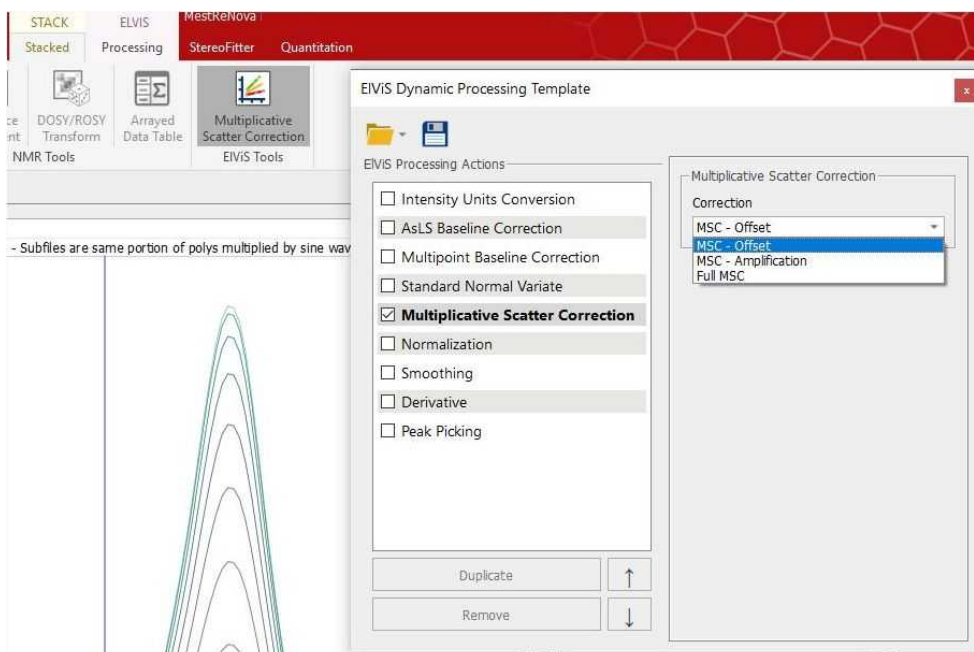 STACK ELVIS MestReNova
Stacked Processing StereoFitter Quantitation
DOSY/ROSY Transform
Arrayed Data Table
Multiplicative Scatter Correction
NMR Tools ElViS Tools
- Subfiles are same portion of polys multiplied by sine wav
ElViS Dynamic Processing Template
x
ElViS Processing Actions
Intensity Units Conversion
AsLS Baseline Correction
Multipoint Baseline Correction
Standard Normal Variate
Multiplicative Scatter Correction
Normalization
Smoothing
Derivative
Peak Picking
Duplicate
Remove
Multiplicative Scatter Correction
Correction
MSC - Offset
MSC - Offset
MSC - Amplification
Full MSC